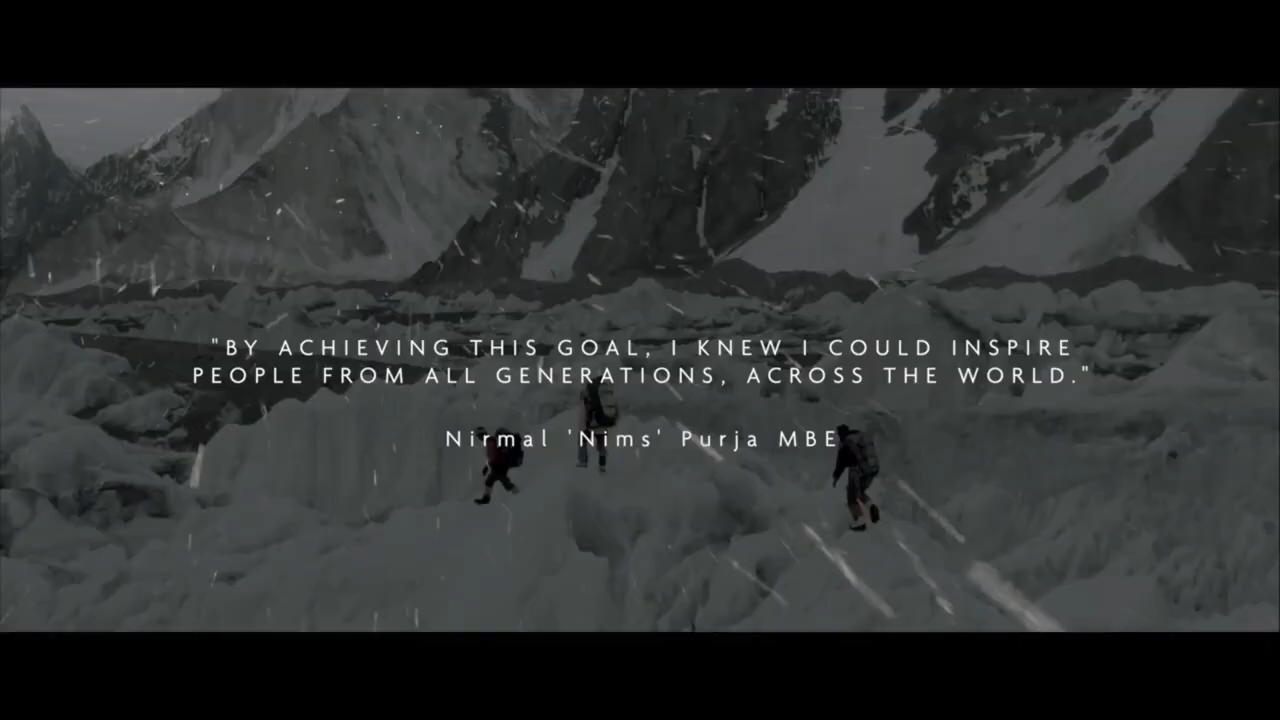 "BY ACHIEVING THIS GOAL, I KNEW I COULD INSPIRE
PEOPLE FROM ALL GENERATIONS, ACROSS THE WORLD."
Nirmal 'Nims' Purja MBE